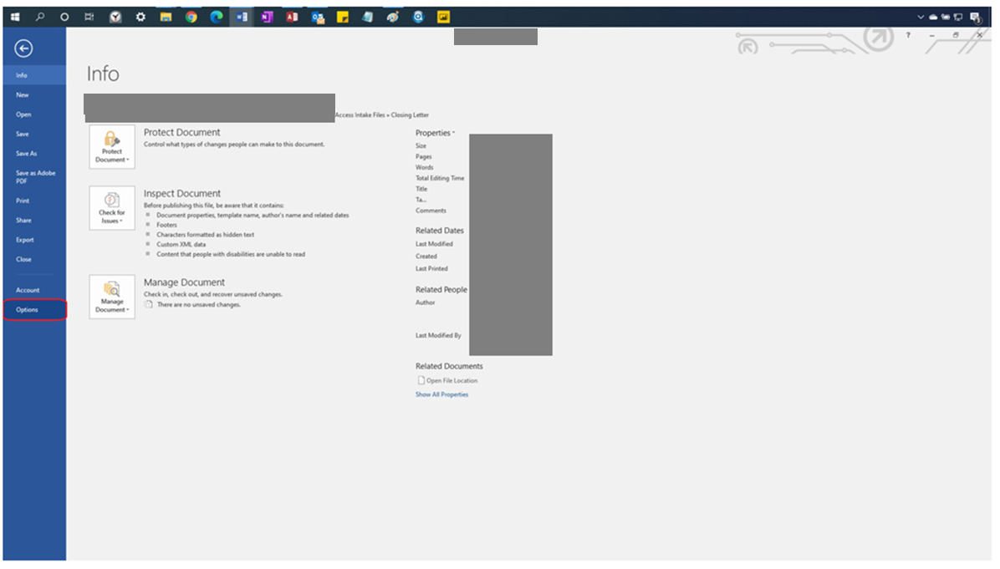 Info
New
Open
Save
Save As
Save as Adobe
PDF
Print
Share
Export
Close
Account
Options
?
Info
Access Intake Files » Closing Letter
Protect
Document
Protect Document
Control what types of changes people can make to this document.
Check for
Issues
Inspect Document
Before publishing this file, be aware that it contains:
Document properties, template name, author's name and related dates
Footers
Characters formatted as hidden text
Custom XML data
Content that people with disabilities are unable to read
Manage
Document
Manage Document
Check in, check out, and recover unsaved changes.
There are no unsaved changes.
Properties
Size
Pages
Words
Total Editing Time
Title
Ta...
Comments
Related Dates
Last Modified
Created
Last Printed
Related People
Author
Last Modified By
Related Documents
Open File Location
Show All Properties